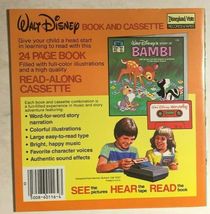 WALT DISNEY BOOK AND CASSETTE
Disneyland/Vista
RECORDS & TAPES
Give your child a head start
in learning to read with this
24 PAGE BOOK
Filled with full-color illustrations
and a high quality
READ-ALONG
CASSETTE
WALT DISNEY'S STORY OF
BAMBI
Each book and cassette combination is
a funfilled experience in music and story
adventure featuring:
• Word-for-word story
narration
• Colorful illustrations
• Large easy-to-read type
• Bright, happy music
• Favorite character voices
• Authentic sound effects
SEE the pictures HEAR the tape READ the book